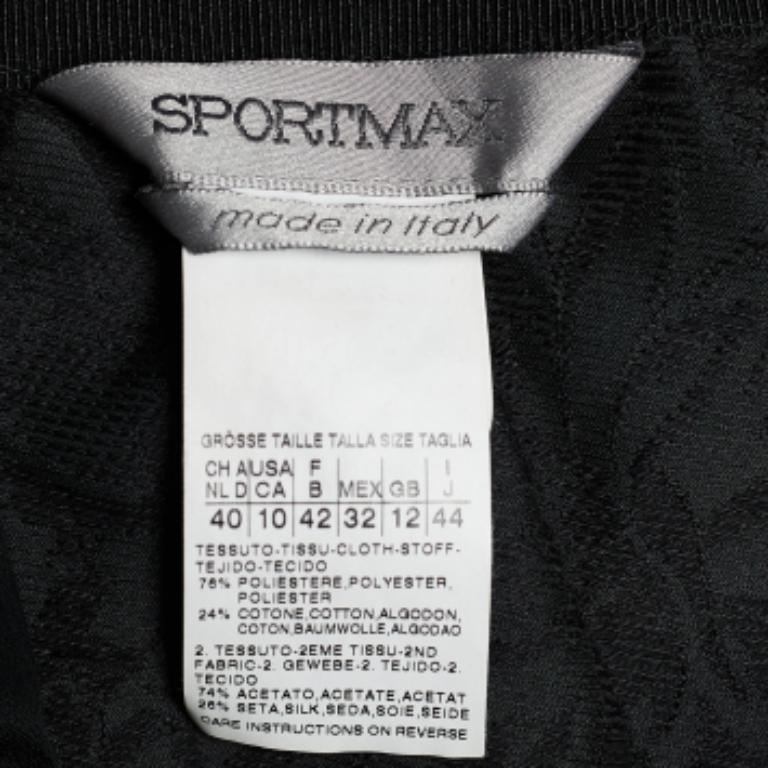 SPORTMAX
made in Italy
GRÖSSE TAILLE TALLA SIZE TAGLIA
CH A USA F I
NL D CA B MEX GB J
40 10 42 32 12 44
TESSUTO-TISSU-CLOTH-STOFF-
TEJIDO-TECIDO
76% POLIESTERE,POLYESTER,
POLIESTER
24% COTONE,COTTON,ALGODON,
COTON,BAUMWOLLE,ALGODAO
2. TESSUTO-2EME TISSU-2ND
FABRIC-2. GEWEBE-2. TEJIDO-2.
TECIDO
74% ACETATO,ACETATE,ACETAT
26% SETA,SILK,SEDA,SOIE,SEIDE
CARE INSTRUCTIONS ON REVERSE